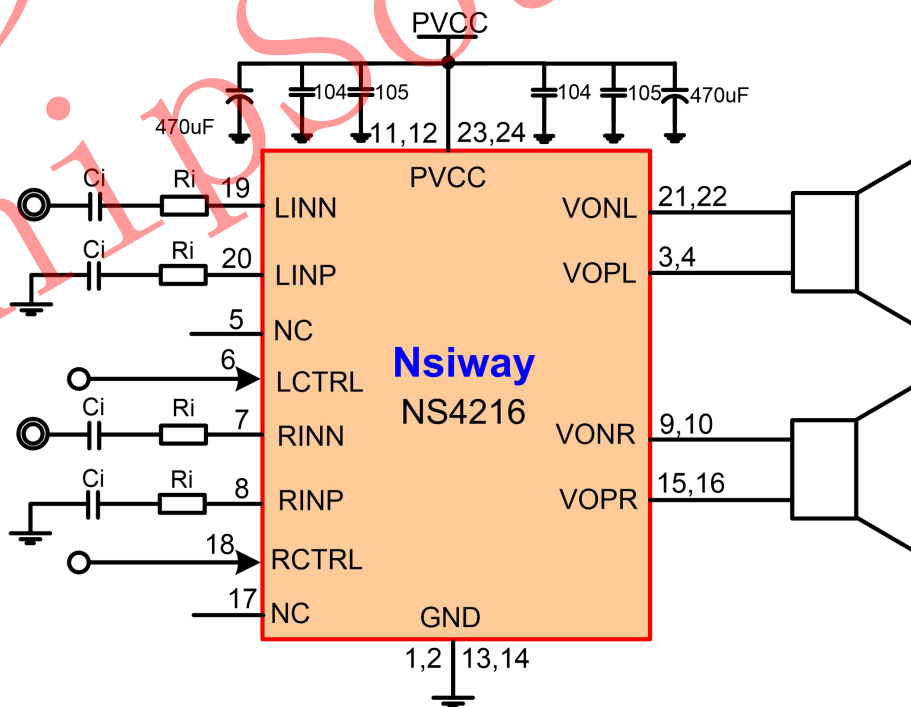 PVCC
104
105
104
105
470uF
470uF
11,12
23,24
PVCC
Ci
Ri
19
LINN
VONL
21,22
Ci
Ri
20
LINP
VOPL
3,4
5
NC
Nsiway
6
LCTRL
NS4216
Ci
Ri
7
RINN
VONR
9,10
Ci
Ri
8
RINP
VOPR
15,16
18
RCTRL
17
NC
GND
1,2
13,14